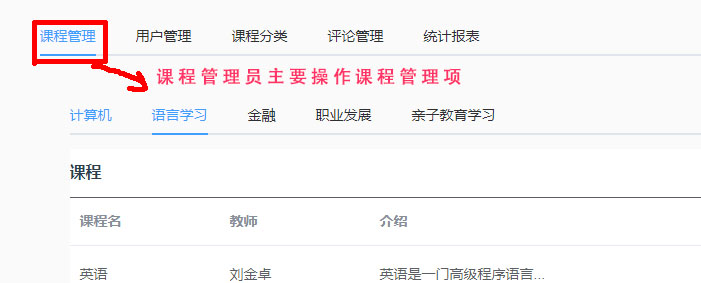 课程管理 用户管理 课程分类 评论管理 统计报表
课程管理员主要操作课程管理项
计算机 语言学习 金融 职业发展 亲子教育学习
课程
课程名 教师 介绍
英语 刘金卓 英语是一门高级程序语言...